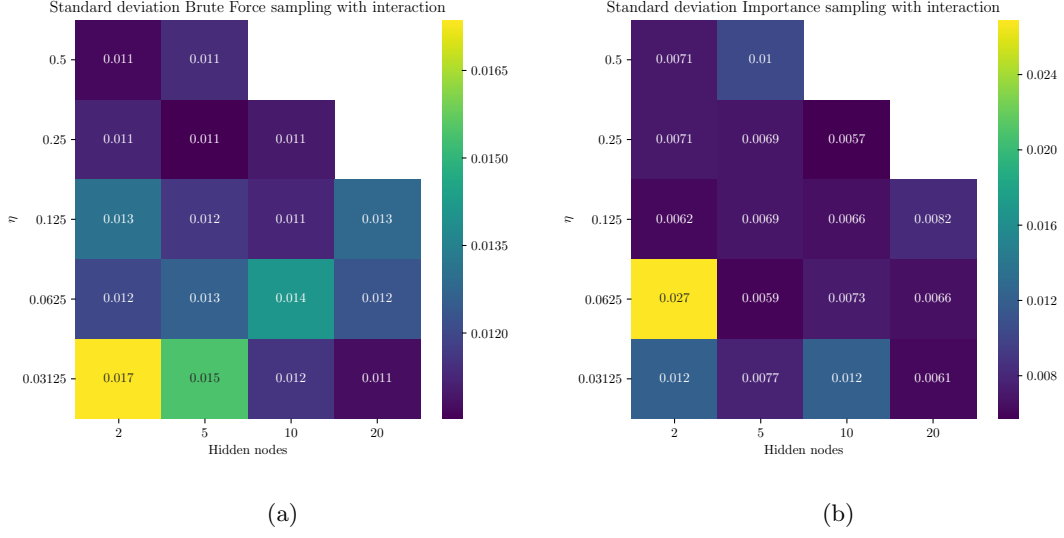 Standard deviation Brute Force sampling with interaction
0.5
0.25
0.125
0.0625
0.03125
η
0.011 0.011
0.011 0.011 0.011
0.013 0.012 0.011 0.013
0.012 0.013 0.014 0.012
0.017 0.015 0.012 0.011
2 5 10 20
Hidden nodes
0.0165
0.0150
0.0135
0.0120
(a)
Standard deviation Importance sampling with interaction
0.5
0.25
0.125
0.0625
0.03125
η
0.0071 0.01
0.0071 0.0069 0.0057
0.0062 0.0069 0.0066 0.0082
0.027 0.0059 0.0073 0.0066
0.012 0.0077 0.012 0.0061
2 5 10 20
Hidden nodes
0.024
0.020
0.016
0.012
0.008
(b)